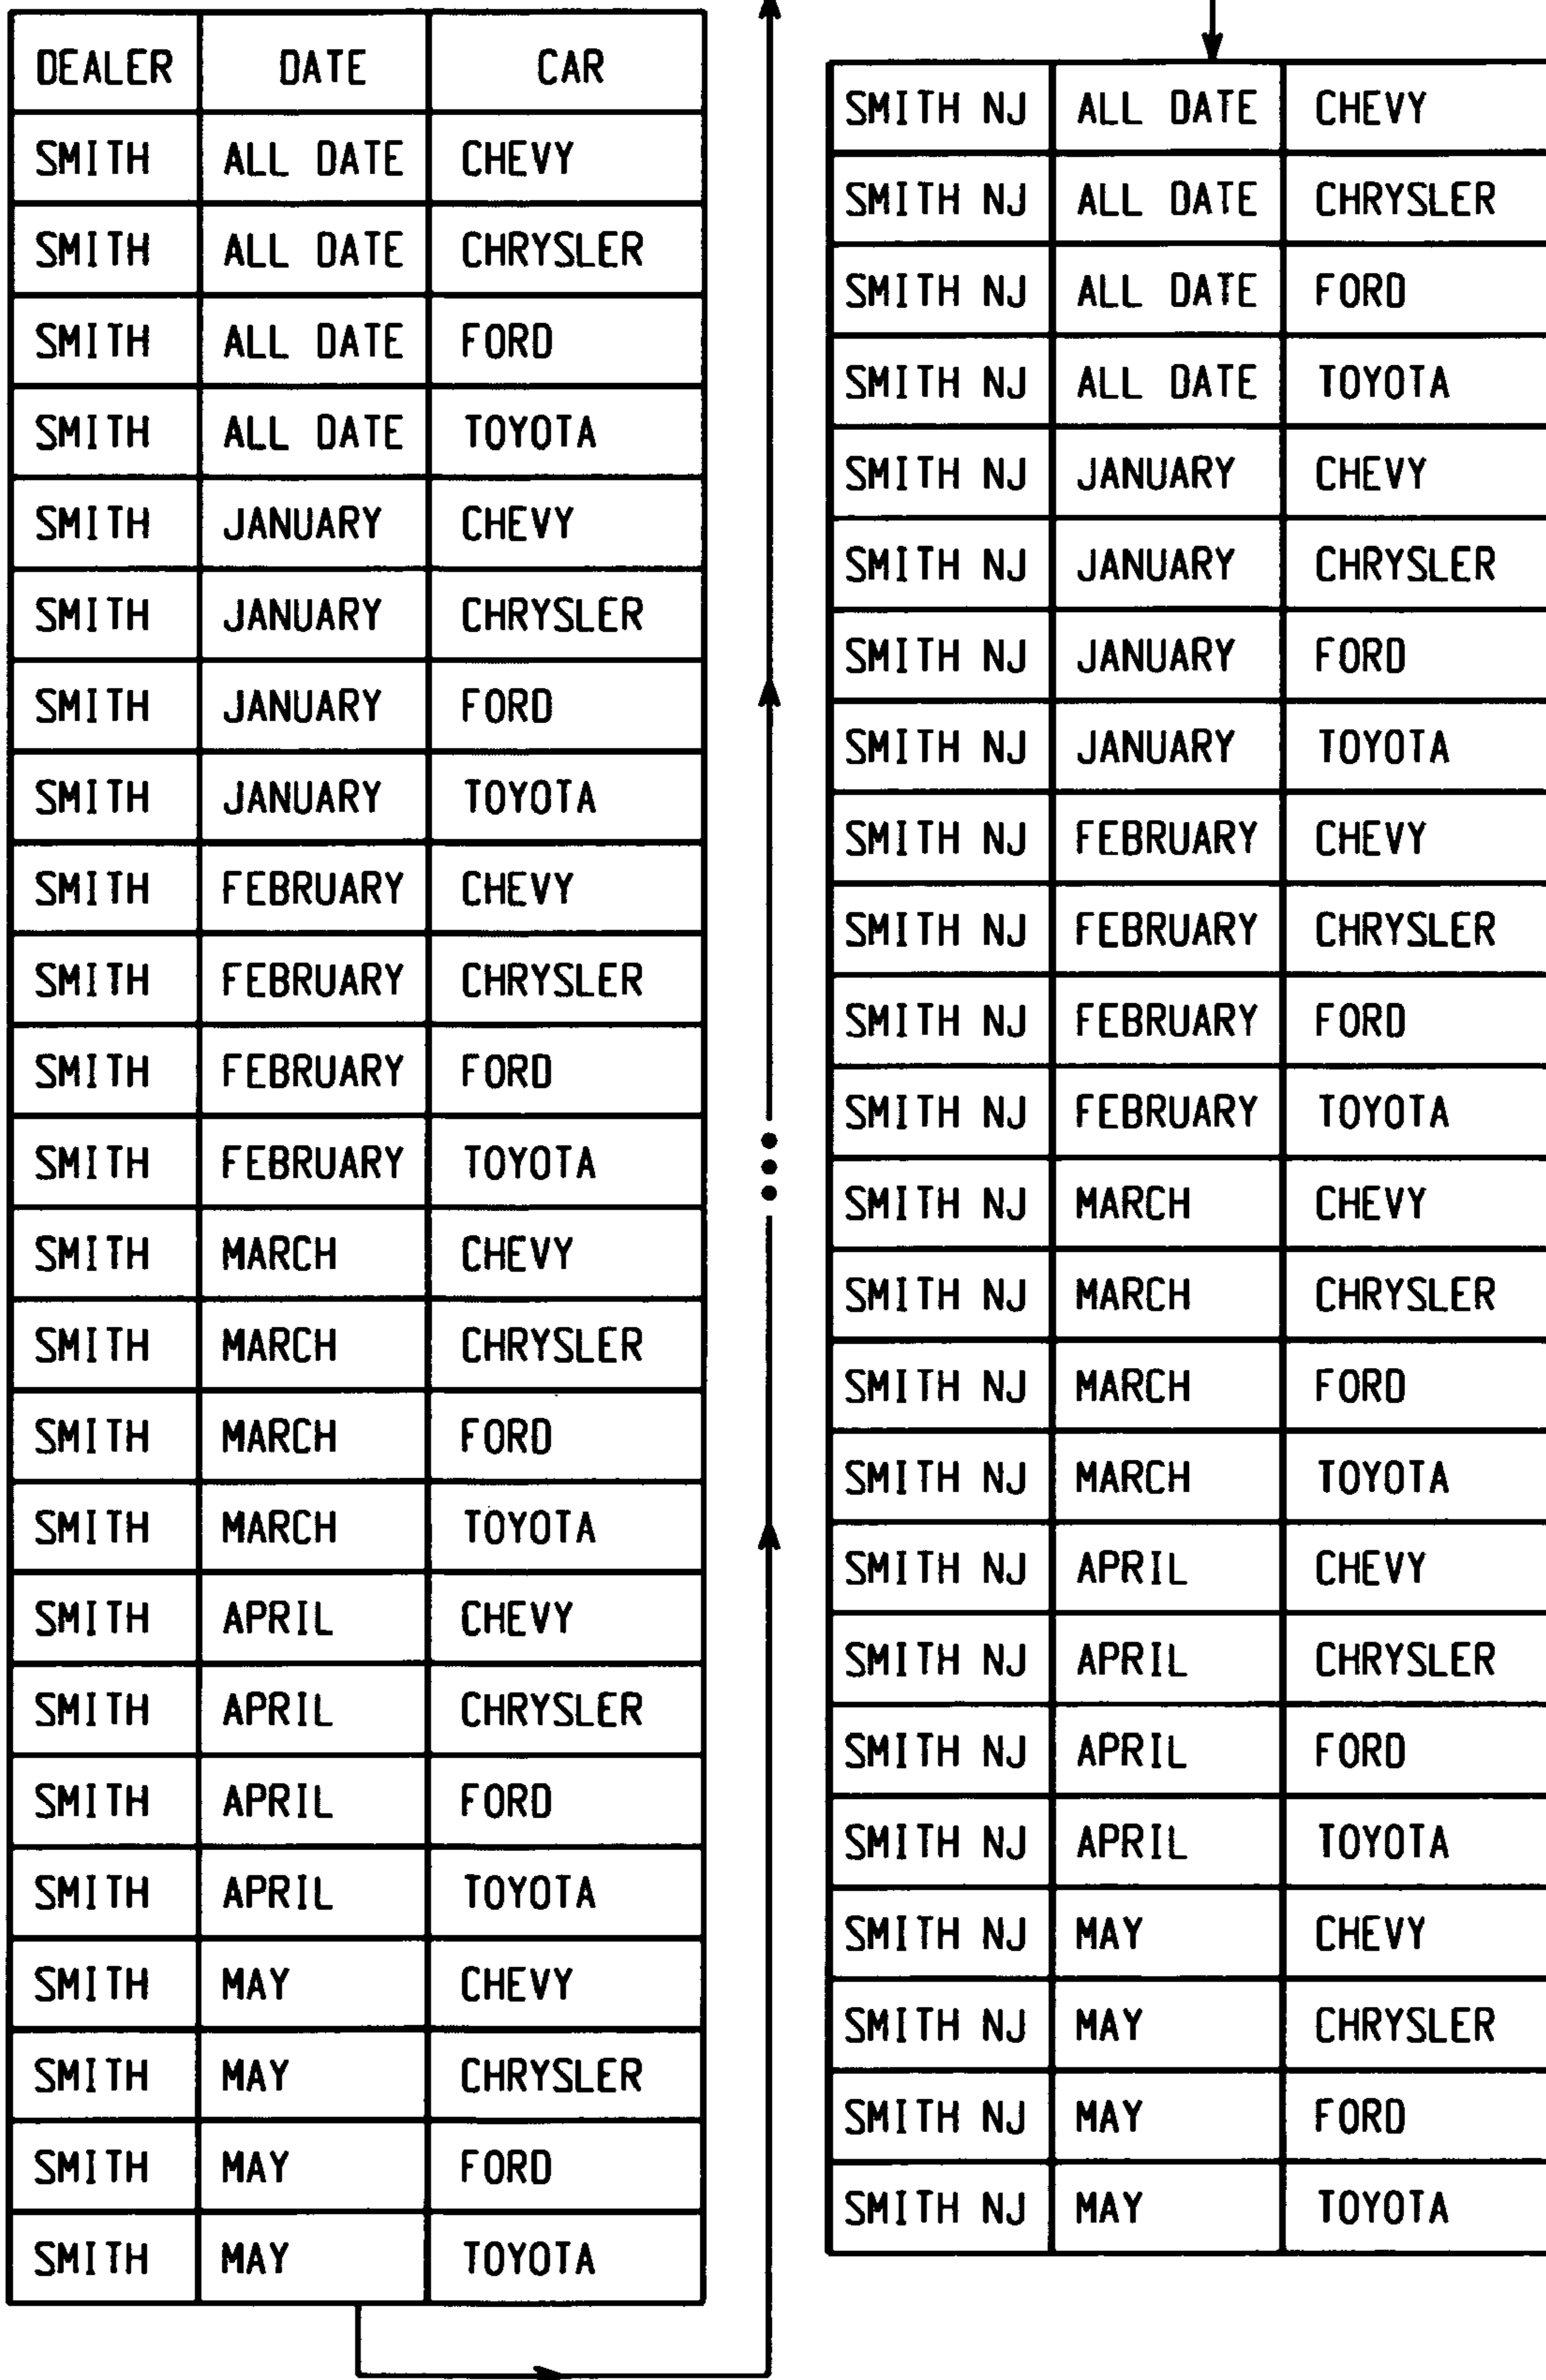 DEALER DATE CAR
SMITH ALL DATE CHEVY
SMITH ALL DATE CHRYSLER
SMITH ALL DATE FORD
SMITH ALL DATE TOYOTA
SMITH JANUARY CHEVY
SMITH JANUARY CHRYSLER
SMITH JANUARY FORD
SMITH JANUARY TOYOTA
SMITH FEBRUARY CHEVY
SMITH FEBRUARY CHRYSLER
SMITH FEBRUARY FORD
SMITH FEBRUARY TOYOTA
SMITH MARCH CHEVY
SMITH MARCH CHRYSLER
SMITH MARCH FORD
SMITH MARCH TOYOTA
SMITH APRIL CHEVY
SMITH APRIL CHRYSLER
SMITH APRIL FORD
SMITH APRIL TOYOTA
SMITH MAY CHEVY
SMITH MAY CHRYSLER
SMITH MAY FORD
SMITH MAY TOYOTA
SMITH NJ ALL DATE CHEVY
SMITH NJ ALL DATE CHRYSLER
SMITH NJ ALL DATE FORD
SMITH NJ ALL DATE TOYOTA
SMITH NJ JANUARY CHEVY
SMITH NJ JANUARY CHRYSLER
SMITH NJ JANUARY FORD
SMITH NJ JANUARY TOYOTA
SMITH NJ FEBRUARY CHEVY
SMITH NJ FEBRUARY CHRYSLER
SMITH NJ FEBRUARY FORD
SMITH NJ FEBRUARY TOYOTA
SMITH NJ MARCH CHEVY
SMITH NJ MARCH CHRYSLER
SMITH NJ MARCH FORD
SMITH NJ MARCH TOYOTA
SMITH NJ APRIL CHEVY
SMITH NJ APRIL CHRYSLER
SMITH NJ APRIL FORD
SMITH NJ APRIL TOYOTA
SMITH NJ MAY CHEVY
SMITH NJ MAY CHRYSLER
SMITH NJ MAY FORD
SMITH NJ MAY TOYOTA